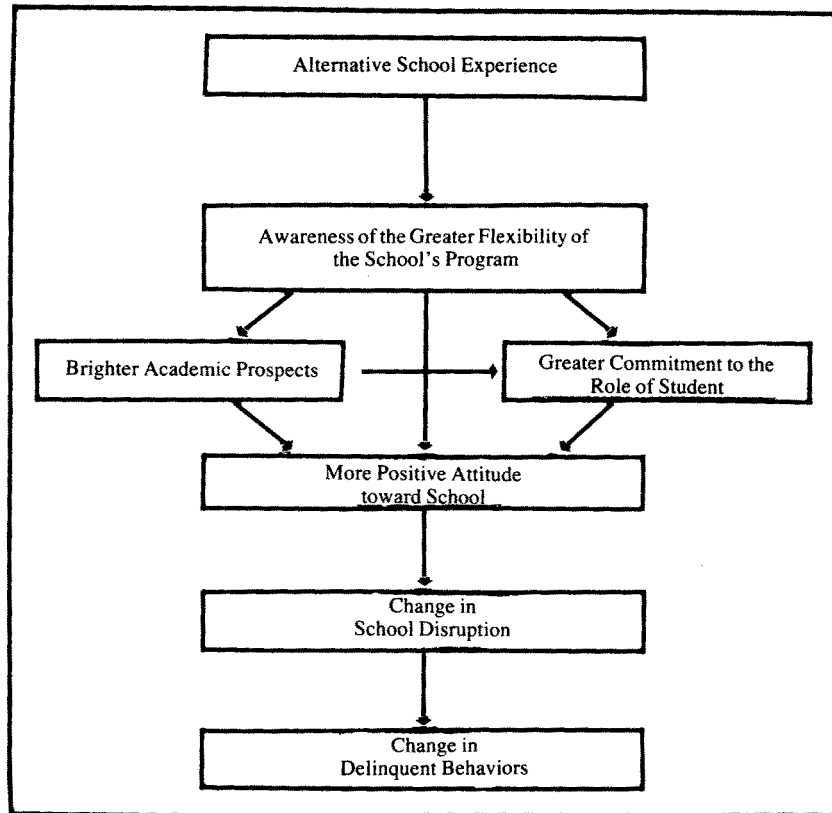 Alternative School Experience
Awareness of the Greater Flexibility of
the School's Program
Brighter Academic Prospects
Greater Commitment to the
Role of Student
More Positive Attitude
toward School
Change in
School Disruption
Change in
Delinquent Behaviors